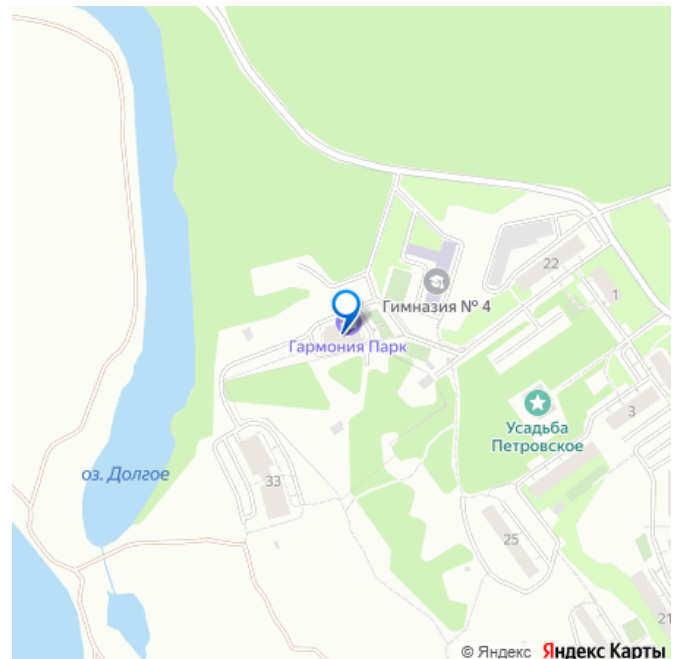 22
1
Гимназия № 4
Гармония Парк
3
Усадьба
Петровское
оз. Долгое
33
25
21
© Яндекс Яндекс Карты